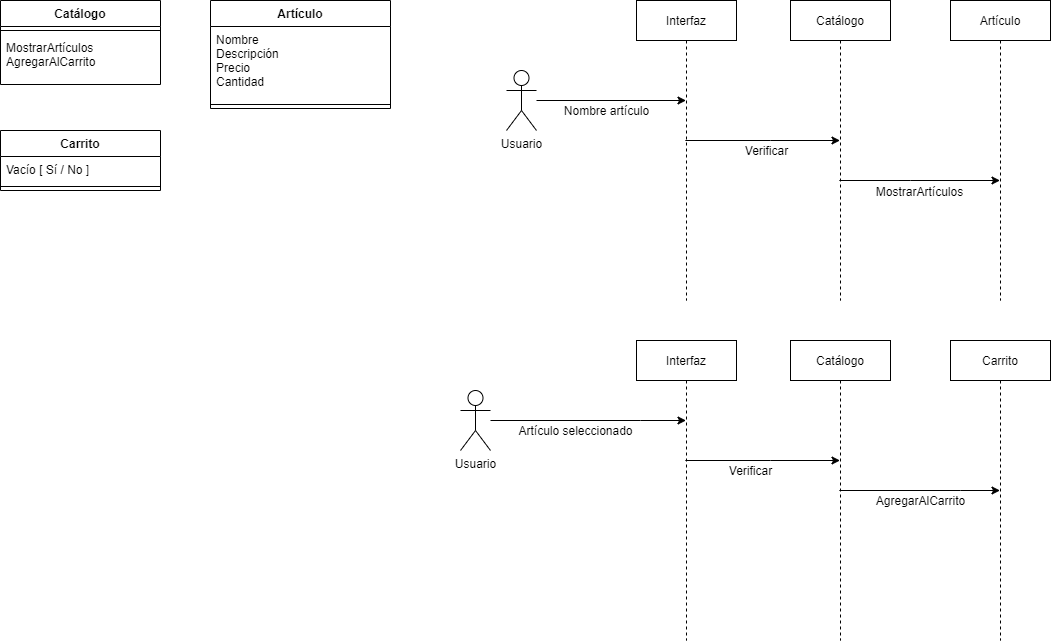 Catálogo
MostrarArtículos
AgregarAlCarrito
Artículo
Nombre
Descripción
Precio
Cantidad
Carrito
Vacío [ Sí / No ]
Interfaz
Catálogo
Artículo
Usuario
Nombre artículo
Verificar
MostrarArtículos
Interfaz
Catálogo
Carrito
Usuario
Artículo seleccionado
Verificar
AgregarAlCarrito